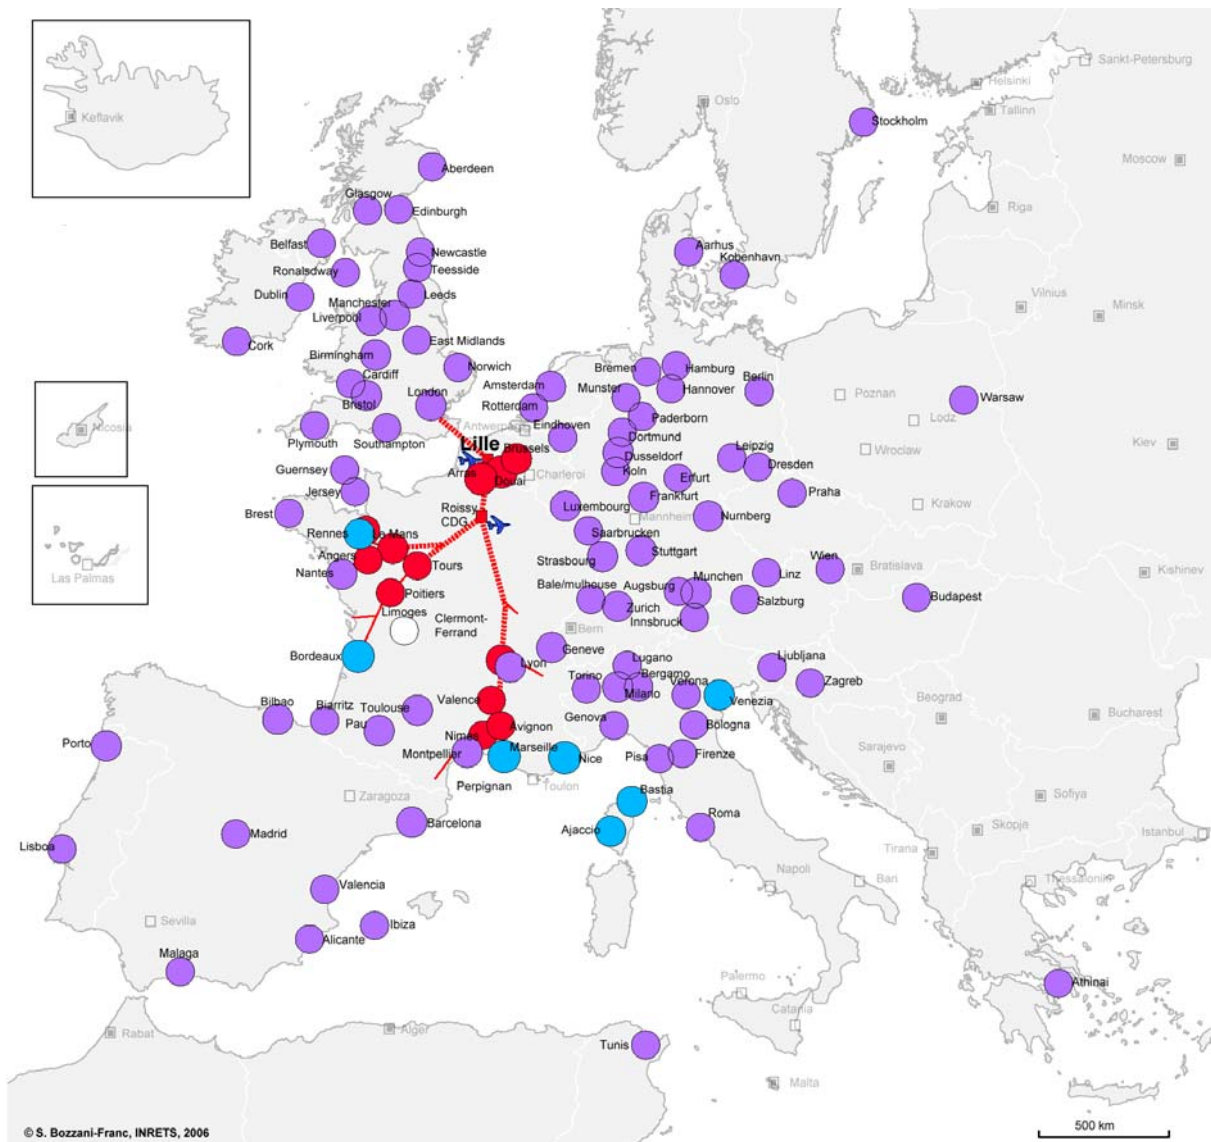 Sankt-Petersburg
Helsinki
Oslo
Tallinn
Keflavik
Stockholm
Moscow
Aberdeen
Glasgow
Edinburgh
Riga
Belfast
Newcastle
Aarhus
Kobenhavn
Ronalsdway
Teesside
Dublin
Manchester
Leeds
Vilnius
Minsk
Liverpool
Cork
East Midlands
Birmingham
Norwich
Bremen
Hamburg
Cardiff
Amsterdam
Munster
Hannover
Berlin
Poznan
Warsaw
Bristol
London
Rotterdam
Paderborn
Lodz
Nicosia
Plymouth
Southampton
Antwerpen
Eindhoven
Dortmund
Kiev
Lille
Brussels
Dusseldorf
Leipzig
Wroclaw
Guernsey
Arras
Douai
Charleroi
Koln
Erfurt
Dresden
Jersey
Frankfurt
Praha
Brest
Roissy
CDG
Luxembourg
Mannheim
Nurnberg
Krakow
Rennes
Le Mans
Saarbrucken
Angers
Tours
Strasbourg
Stuttgart
Wien
Bratislava
Las Palmas
Nantes
Linz
Kishinev
Poitiers
Bale/mulhouse
Augsburg
Munchen
Salzburg
Budapest
Limoges
Clermont-
Ferrand
Zurich
Innsbruck
Bern
Bordeaux
Geneve
Lugano
Ljubljana
Lyon
Bergamo
Torino
Milano
Verona
Zagreb
Valence
Venezia
Beograd
Bilbao
Biarritz
Toulouse
Pau
Avignon
Genova
Bologna
Bucharest
Porto
Nimes
Montpellier
Marseille
Nice
Pisa
Firenze
Sarajevo
Perpignan
Toulon
Bastia
Zaragoza
Sofiya
Barcelona
Ajaccio
Roma
Madrid
Skopje
Istanbul
Lisboa
Tirana
Napoli
Bari
Thessaloniki
Valencia
Sevilla
Ibiza
Alicante
Malaga
Palermo
Athinai
Catania
Rabat
Alger
Tunis
Malta
© S. Bozzani-Franc, INRETS, 2006
500 km